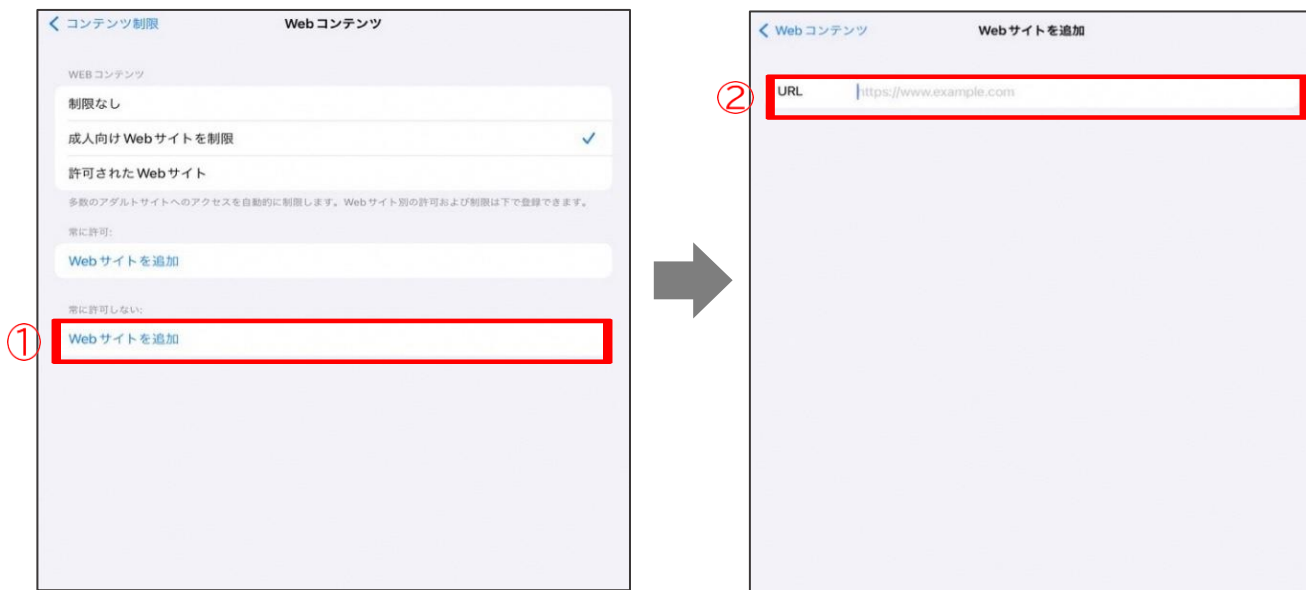 コンテンツ制限
Webコンテンツ
WEBコンテンツ
制限なし
成人向けWebサイトを制限
許可されたWebサイト
多数のアダルトサイトへのアクセスを自動的に制限します。Webサイト別の許可および制限は下で登録できます。
常に許可:
Webサイトを追加
常に許可しない:
① Webサイトを追加
Webコンテンツ
Webサイトを追加
② URL https://www.example.com